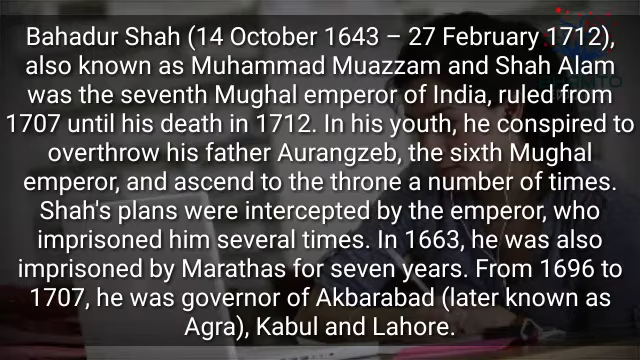 Bahadur Shah (14 October 1643 – 27 February 1712),
also known as Muhammad Muazzam and Shah Alam
was the seventh Mughal emperor of India, ruled from
1707 until his death in 1712. In his youth, he conspired to
overthrow his father Aurangzeb, the sixth Mughal
emperor, and ascend to the throne a number of times.
Shah's plans were intercepted by the emperor, who
imprisoned him several times. In 1663, he was also
imprisoned by Marathas for seven years. From 1696 to
1707, he was governor of Akbarabad (later known as
Agra), Kabul and Lahore.